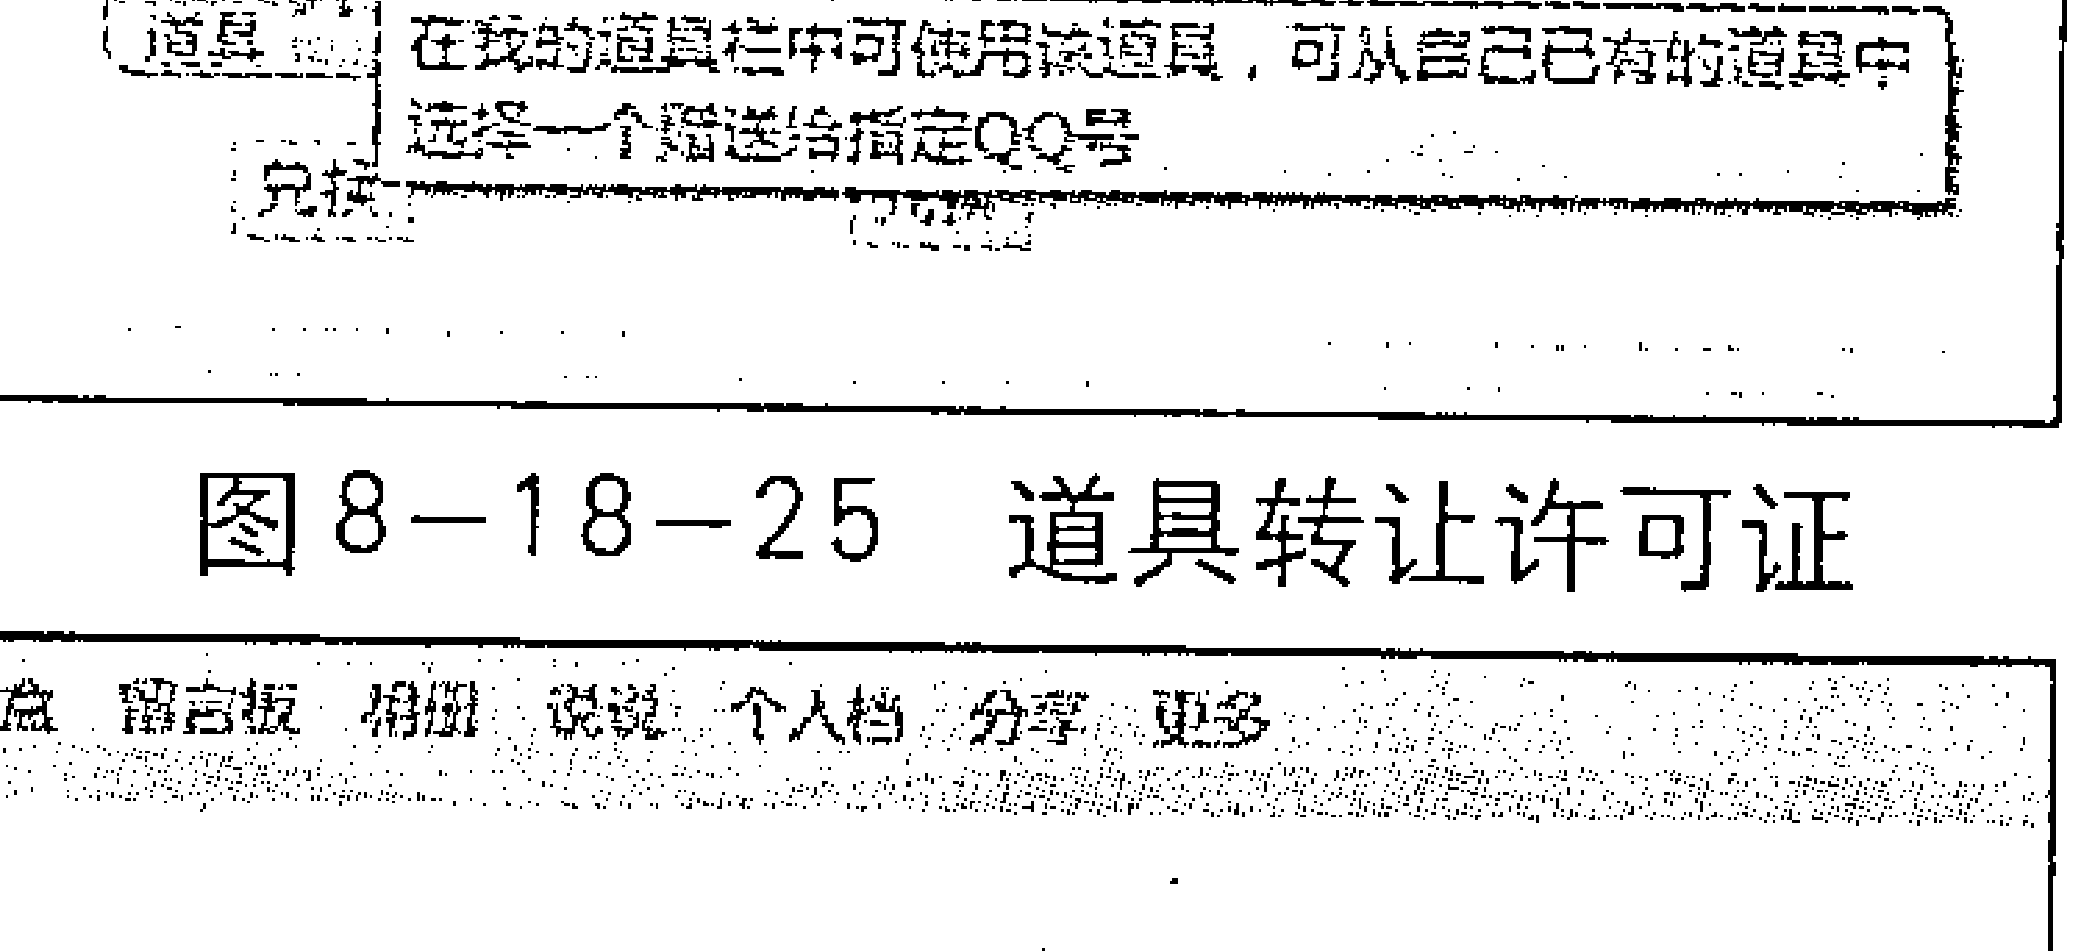 道具
在我的道具栏中可使用该道具，可从自己已有的道具中
选择一个赠送给指定QQ号
兑换
图8-18-25 道具转让许可证
留言板 相册 说说 个人档 分享 更多